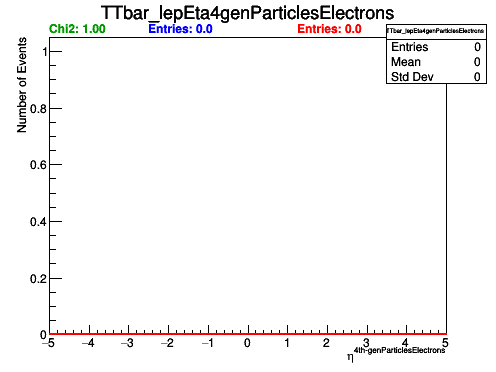 TTbar_lepEta4genParticlesElectrons
Chi2: 1.00 Entries: 0.0 Entries: 0.0
TTbar_lepEta4genParticlesElectrons
Entries 0
Mean 0
Std Dev 0
Number of Events
1
0.8
0.6
0.4
0.2
0
−5 −4 −3 −2 −1 0 1 2 3 4 5
η4th-genParticlesElectrons